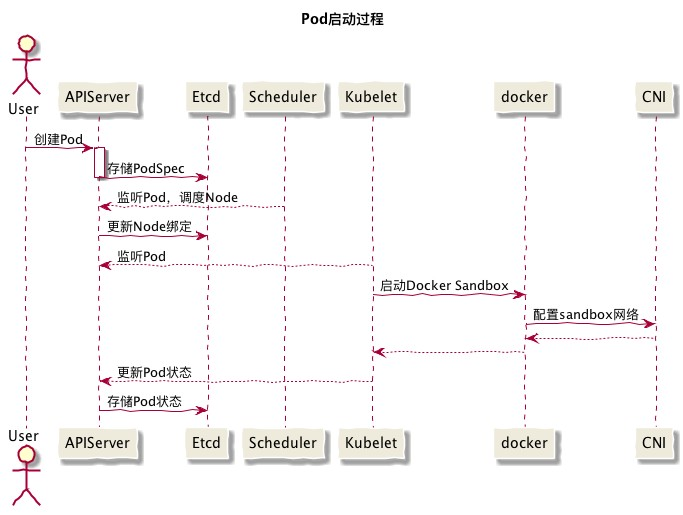 Pod启动过程
User
APIServer
Etcd
Scheduler
Kubelet
docker
CNI
创建Pod
存储PodSpec
监听Pod，调度Node
更新Node绑定
监听Pod
启动Docker Sandbox
配置sandbox网络
更新Pod状态
存储Pod状态
User
APIServer
Etcd
Scheduler
Kubelet
docker
CNI